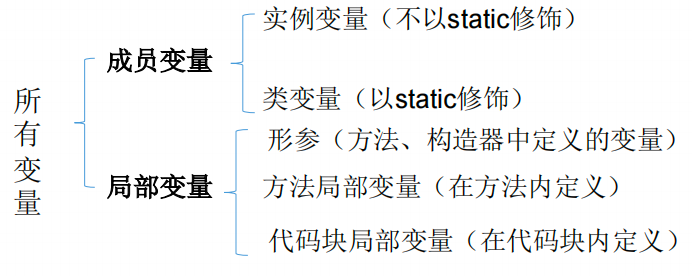 所有变量
成员变量
实例变量（不以static修饰）
类变量（以static修饰）
局部变量
形参（方法、构造器中定义的变量）
方法局部变量（在方法内定义）
代码块局部变量（在代码块内定义）